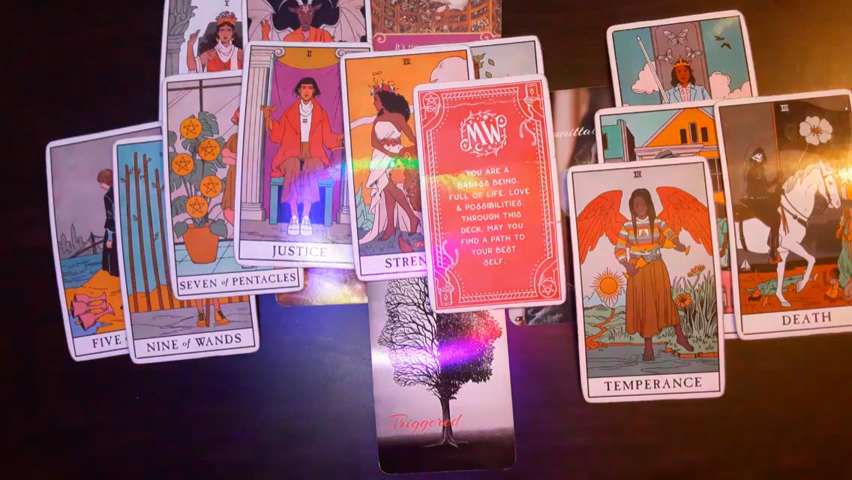 FIVE
NINE of WANDS
SEVEN of PENTACLES
JUSTICE
STREN
MW
YOU ARE A
BADASS BEING,
FULL OF LIFE, LOVE
& POSSIBILITIES.
THROUGH THIS
DECK, MAY YOU
FIND A PATH TO
YOUR BEST
SELF.
Triggered
TEMPERANCE
DEATH